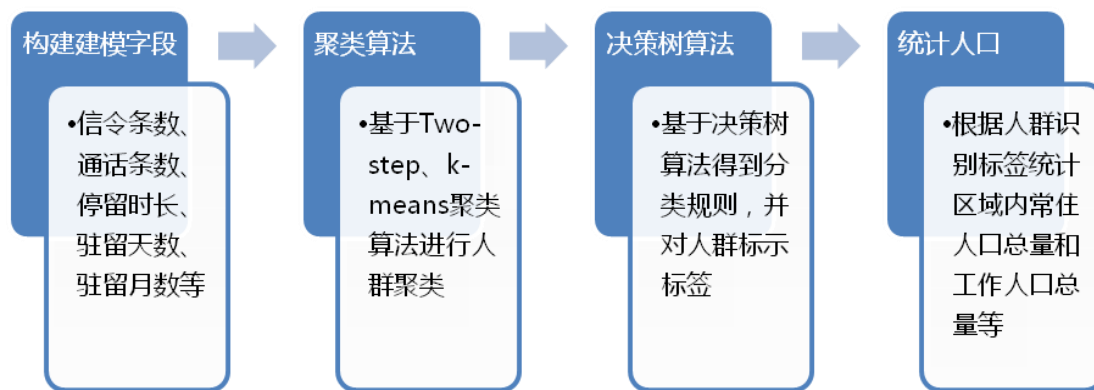 构建建模字段
•信令条数、
通话条数、
停留时长、
驻留天数、
驻留月数等
聚类算法
•基于Two-
step、k-
means聚类
算法进行人
群聚类
决策树算法
•基于决策树
算法得到分
类规则，并
对人群标示
标签
统计人口
•根据人群识
别标签统计
区域内常住
人口总量和
工作人口总
量等